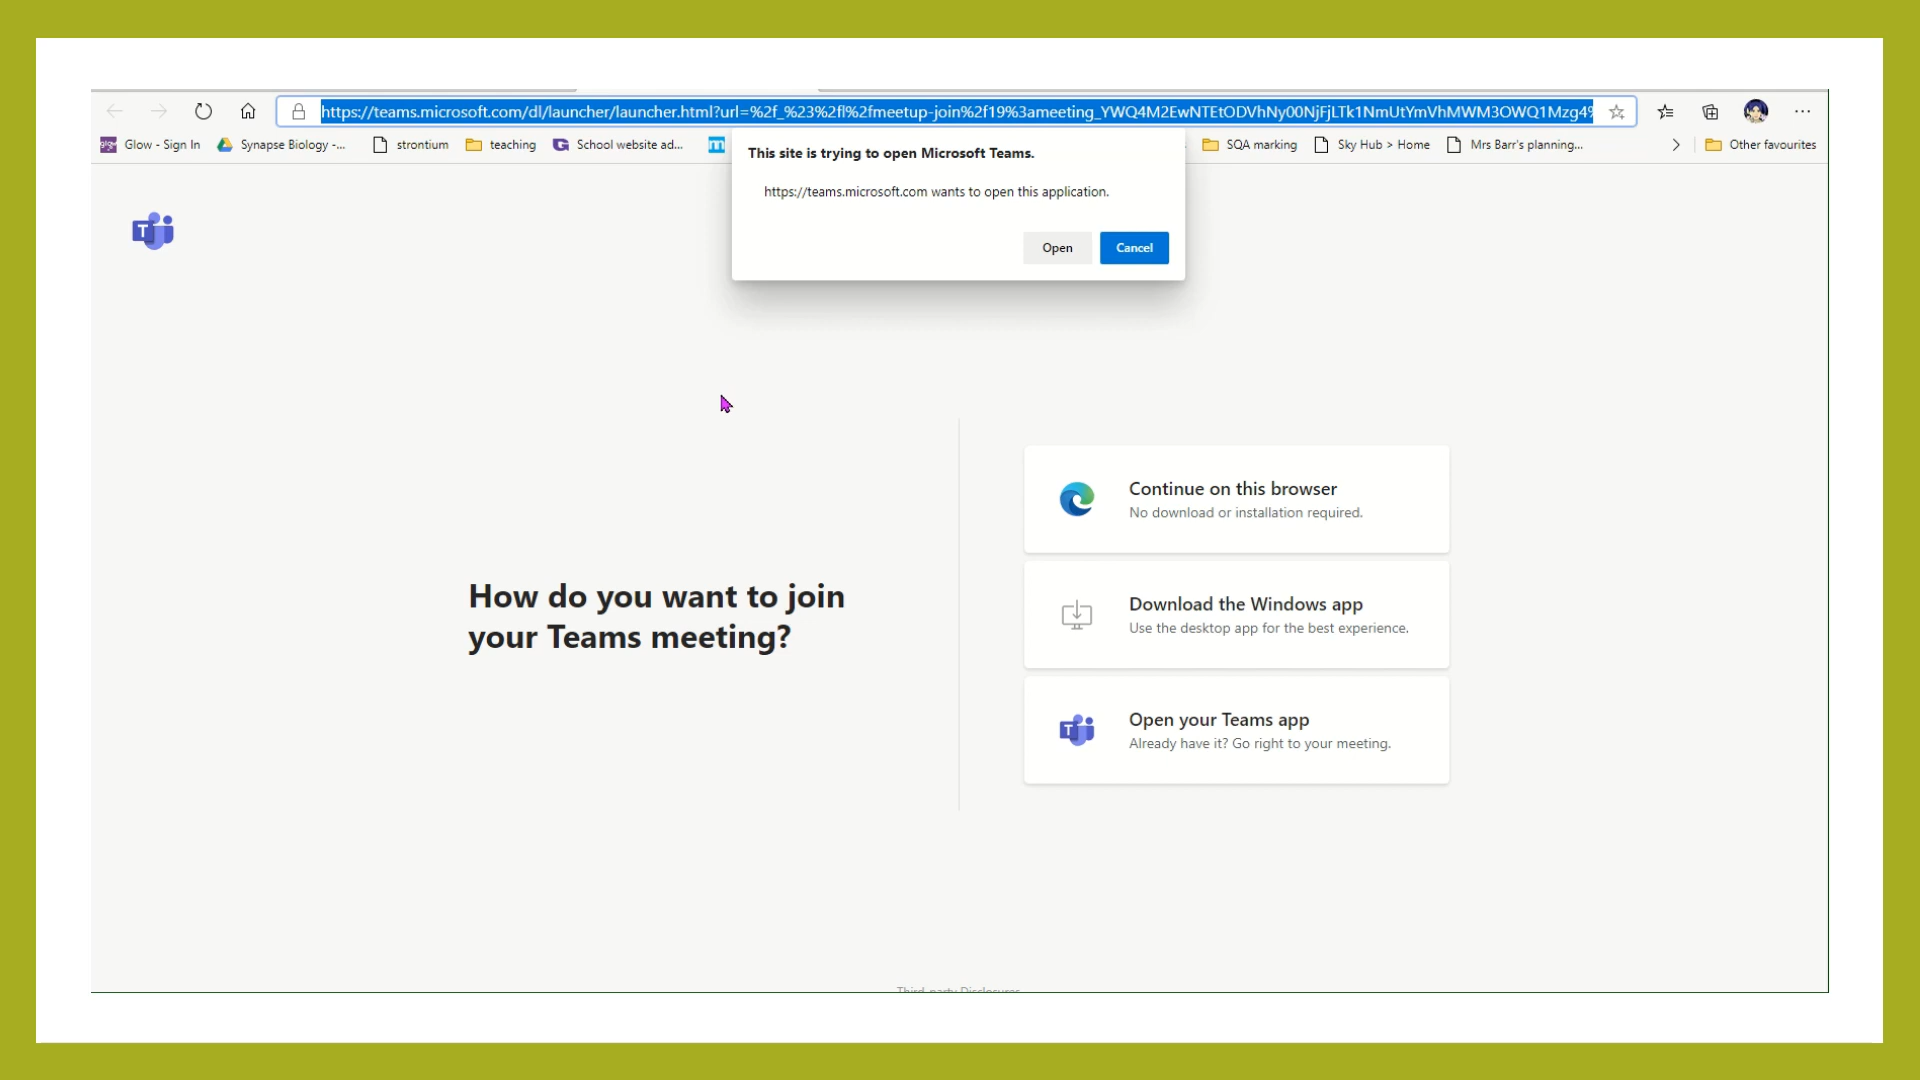 https://teams.microsoft.com/dl/launcher/launcher.html?url=%2f_%23%2fl%2fmeetup-join%2f19%3ameeting_YWQ4M2EwNTEtODVhNy00NjFjLTk1NmUtYmVhMWM3OWQ1Mzg4%
glow Glow - Sign In Synapse Biology -... strontium teaching School website ad... m SQA marking Sky Hub > Home Mrs Barr's planning... Other favourites
This site is trying to open Microsoft Teams.
https://teams.microsoft.com wants to open this application.
Open Cancel
T
How do you want to join
your Teams meeting?
Continue on this browser
No download or installation required.
Download the Windows app
Use the desktop app for the best experience.
T
Open your Teams app
Already have it? Go right to your meeting.
Third-party Disclosures